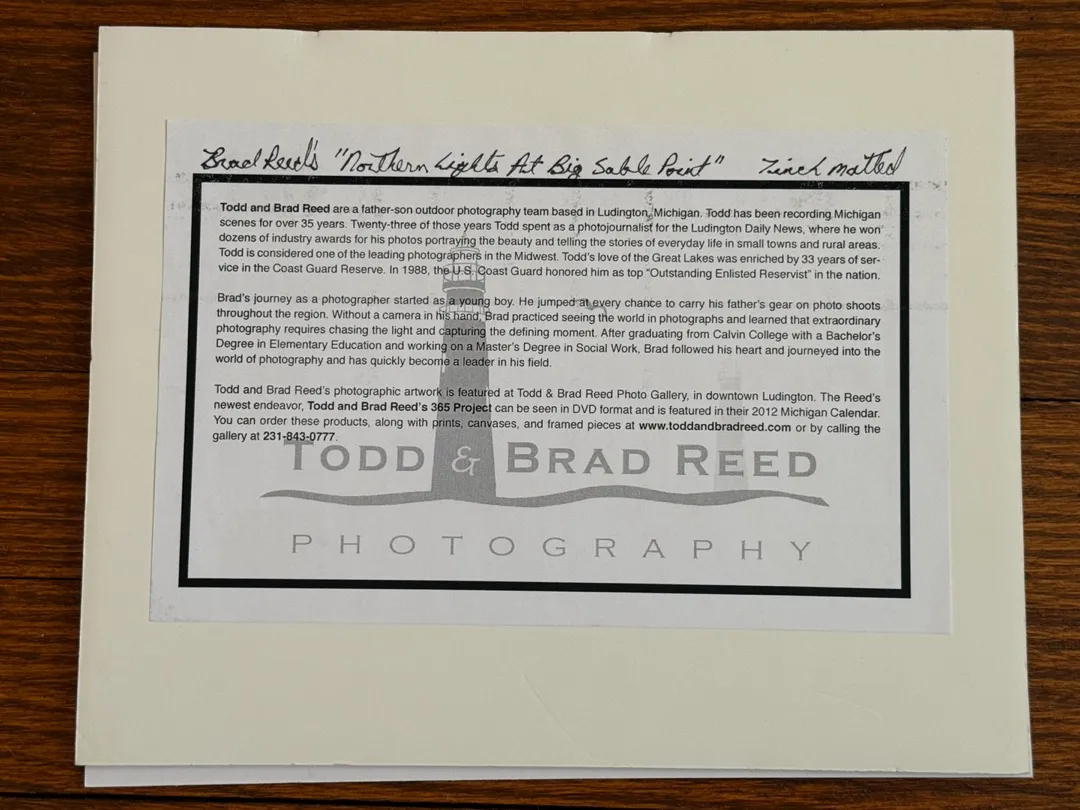 Brad Reed's "Northern Lights At Big Sable Point" 7inch matted
Todd and Brad Reed are a father-son outdoor photography team based in Ludington, Michigan. Todd has been recording Michigan
scenes for over 35 years. Twenty-three of those years Todd spent as a photojournalist for the Ludington Daily News, where he won
dozens of industry awards for his photos portraying the beauty and telling the stories of everyday life in small towns and rural areas.
Todd is considered one of the leading photographers in the Midwest. Todd's love of the Great Lakes was enriched by 33 years of ser-
vice in the Coast Guard Reserve. In 1988, the U.S. Coast Guard honored him as top "Outstanding Enlisted Reservist" in the nation.
Brad's journey as a photographer started as a young boy. He jumped at every chance to carry his father's gear on photo shoots
throughout the region. Without a camera in his hand, Brad practiced seeing the world in photographs and learned that extraordinary
photography requires chasing the light and capturing the defining moment. After graduating from Calvin College with a Bachelor's
Degree in Elementary Education and working on a Master's Degree in Social Work, Brad followed his heart and journeyed into the
world of photography and has quickly become a leader in his field.
Todd and Brad Reed's photographic artwork is featured at Todd & Brad Reed Photo Gallery, in downtown Ludington. The Reed's
newest endeavor, Todd and Brad Reed's 365 Project can be seen in DVD format and is featured in their 2012 Michigan Calendar.
You can order these products, along with prints, canvases, and framed pieces at www.toddandbradreed.com or by calling the
gallery at 231-843-0777.
TODD & BRAD REED
PHOTOGRAPHY